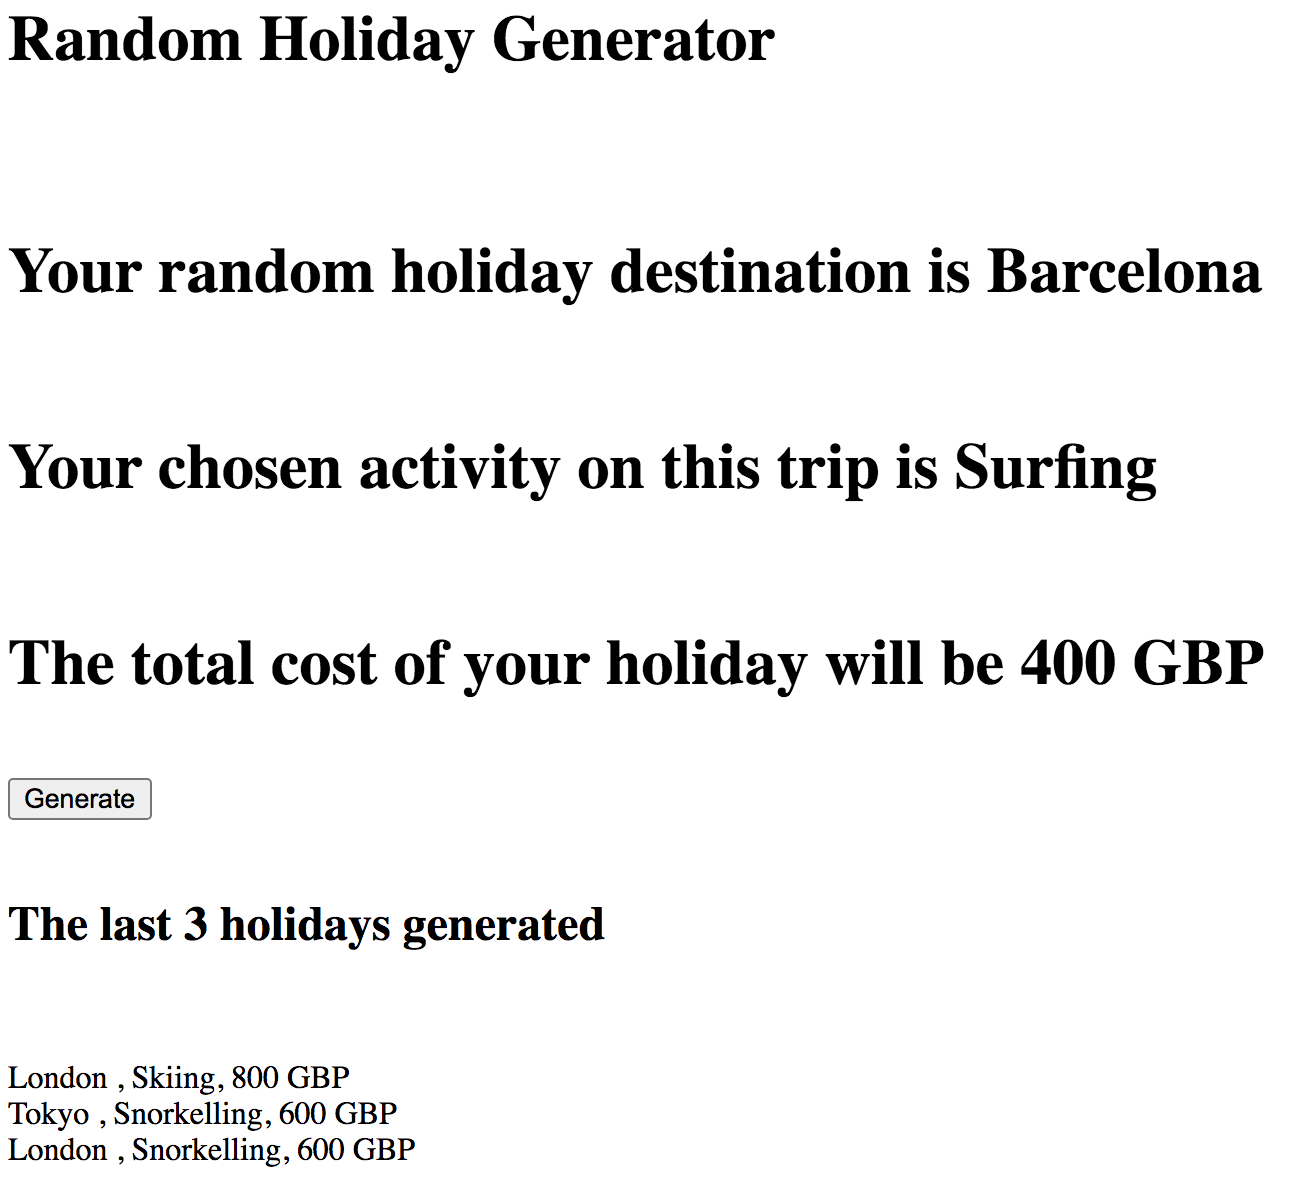 Random Holiday Generator
Your random holiday destination is Barcelona
Your chosen activity on this trip is Surfing
The total cost of your holiday will be 400 GBP
Generate
The last 3 holidays generated
London , Skiing, 800 GBP
Tokyo , Snorkelling, 600 GBP
London , Snorkelling, 600 GBP